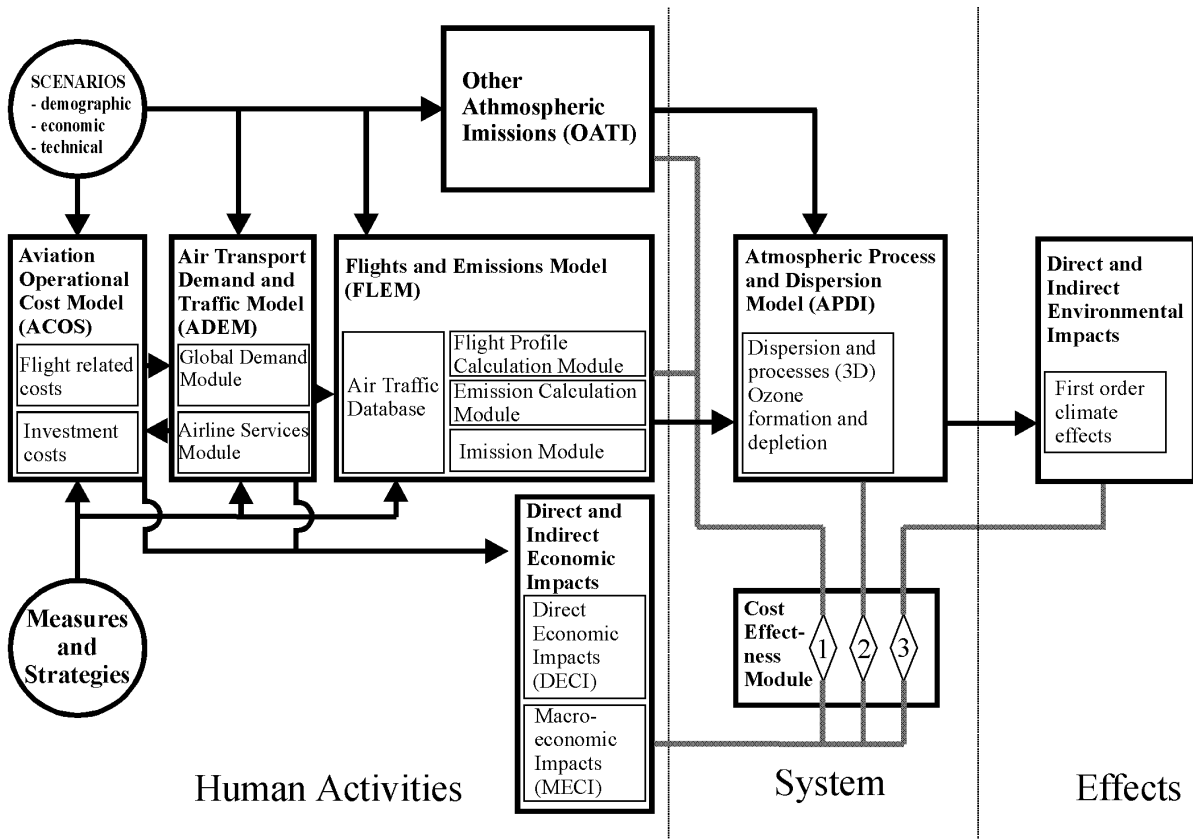 SCENARIOS
- demographic
- economic
- technical
Other
Athmospheric
Imissions (OATI)
Aviation
Operational
Cost Model
(ACOS)
Flight related
costs
Investment
costs
Air Transport
Demand and
Traffic Model
(ADEM)
Global Demand
Module
Airline Services
Module
Flights and Emissions Model
(FLEM)
Air Traffic
Database
Flight Profile
Calculation Module
Emission Calculation
Module
Imission Module
Atmospheric Process
and Dispersion
Model (APDI)
Dispersion and
processes (3D)
Ozone
formation and
depletion
Direct and
Indirect
Environmental
Impacts
First order
climate
effects
Measures
and
Strategies
Direct and
Indirect
Economic
Impacts
Direct
Economic
Impacts
(DECI)
Macro-
economic
Impacts
(MECI)
Cost
Effect-
ness
Module
1 2 3
Human Activities
System
Effects